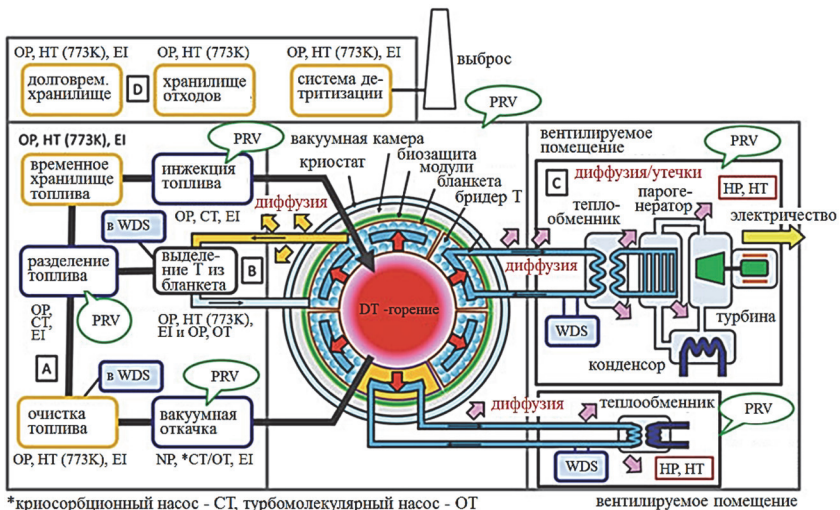 OP, HT (773K), EI
OP, HT (773K)
OP, HT (773K), EI
долговрем.
хранилище
D
хранилище
отходов
система де-
тритизации
выброс
PRV
OP, HT (773K), EI
временное
хранилище
топлива
инжекция
топлива
PRV
OP, CT, EI
в WDS
разделение
топлива
выделе-
ние T из
бланкета
B
OP,
CT,
EI
PRV
OP, HT (773K),
EI и OP, OT
A
в WDS
PRV
очистка
топлива
вакуумная
откачка
OP, HT (773K), EI
NP, *CT/OT, EI
вакуумная камера
криостат
биозащита
модули
бланкета
бридер T
диффузия
DT -горение
диффузия
диффузия
вентилируемое
помещение
PRV
C
диффузия/утечки
HP, HT
тепло-
обменник
пароге-
нератор
электричество
турбина
WDS
конденсор
теплообменник
PRV
WDS
HP, HT
*криосорбционный насос - CT, турбомолекулярный насос - OT
вентилируемое помещение